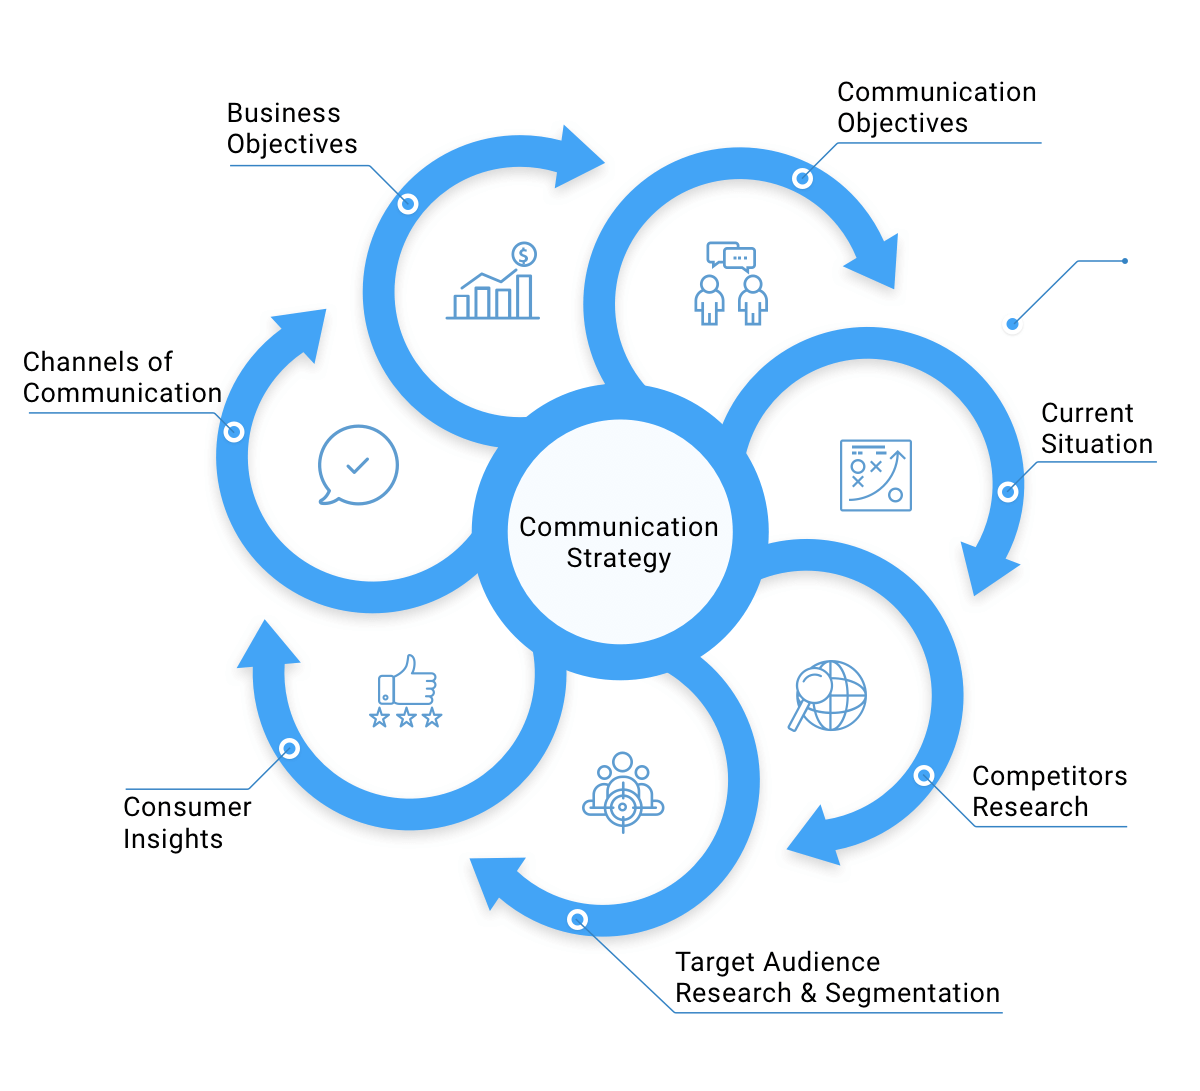 Business
Objectives
Communication
Objectives
$
Channels of
Communication
Current
Situation
Communication
Strategy
Consumer
Insights
Competitors
Research
Target Audience
Research & Segmentation